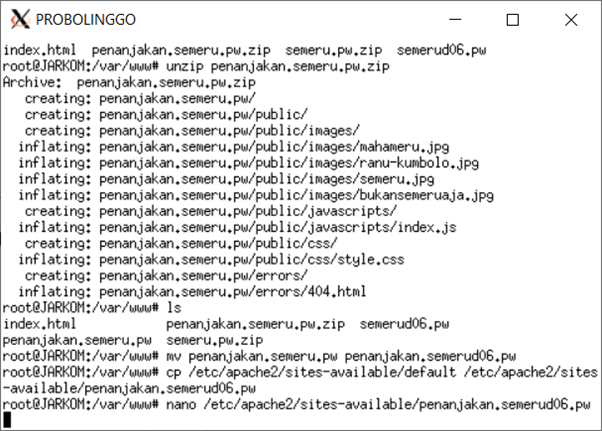 PROBOLINGGO
index.html  penanjakan.semeru.pw.zip  semeru.pw.zip  semerud06.pw
root@JARKOM:/var/www# unzip penanjakan.semeru.pw.zip
Archive:  penanjakan.semeru.pw.zip
   creating: penanjakan.semeru.pw/
   creating: penanjakan.semeru.pw/public/
   creating: penanjakan.semeru.pw/public/images/
  inflating: penanjakan.semeru.pw/public/images/mahameru.jpg
  inflating: penanjakan.semeru.pw/public/images/ranu-kumbolo.jpg
  inflating: penanjakan.semeru.pw/public/images/semeru.jpg
  inflating: penanjakan.semeru.pw/public/images/bukansemeruaja.jpg
   creating: penanjakan.semeru.pw/public/javascripts/
  inflating: penanjakan.semeru.pw/public/javascripts/index.js
   creating: penanjakan.semeru.pw/public/css/
  inflating: penanjakan.semeru.pw/public/css/style.css
   creating: penanjakan.semeru.pw/errors/
  inflating: penanjakan.semeru.pw/errors/404.html
root@JARKOM:/var/www# ls
index.html           penanjakan.semeru.pw.zip  semerud06.pw
penanjakan.semeru.pw  semeru.pw.zip
root@JARKOM:/var/www# mv penanjakan.semeru.pw penanjakan.semerud06.pw
root@JARKOM:/var/www# cp /etc/apache2/sites-available/default /etc/apache2/sites
-available/penanjakan.semerud06.pw
root@JARKOM:/var/www# nano /etc/apache2/sites-available/penanjakan.semerud06.pw